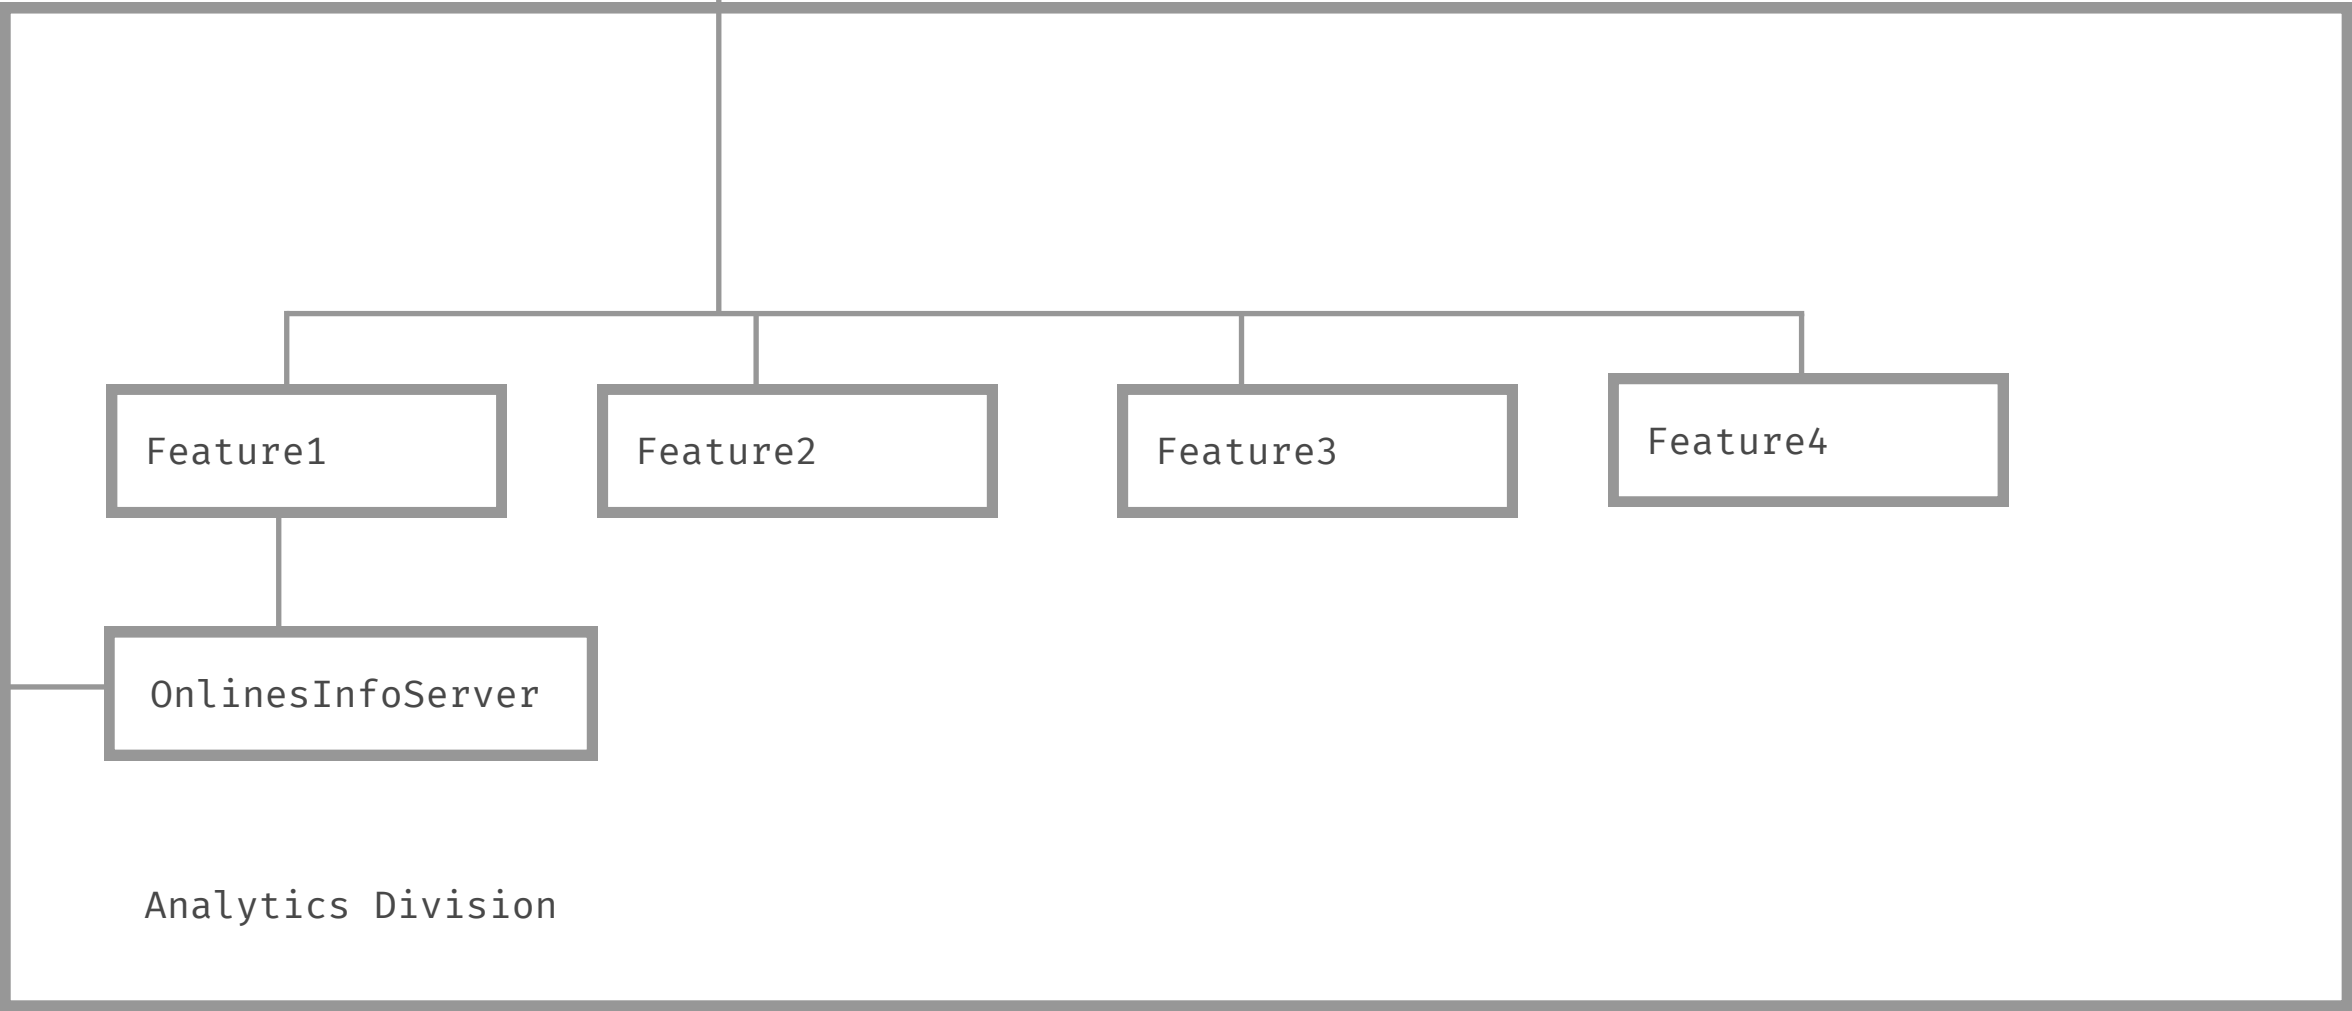 Feature1
Feature2
Feature3
Feature4
OnlinesInfoServer
Analytics Division